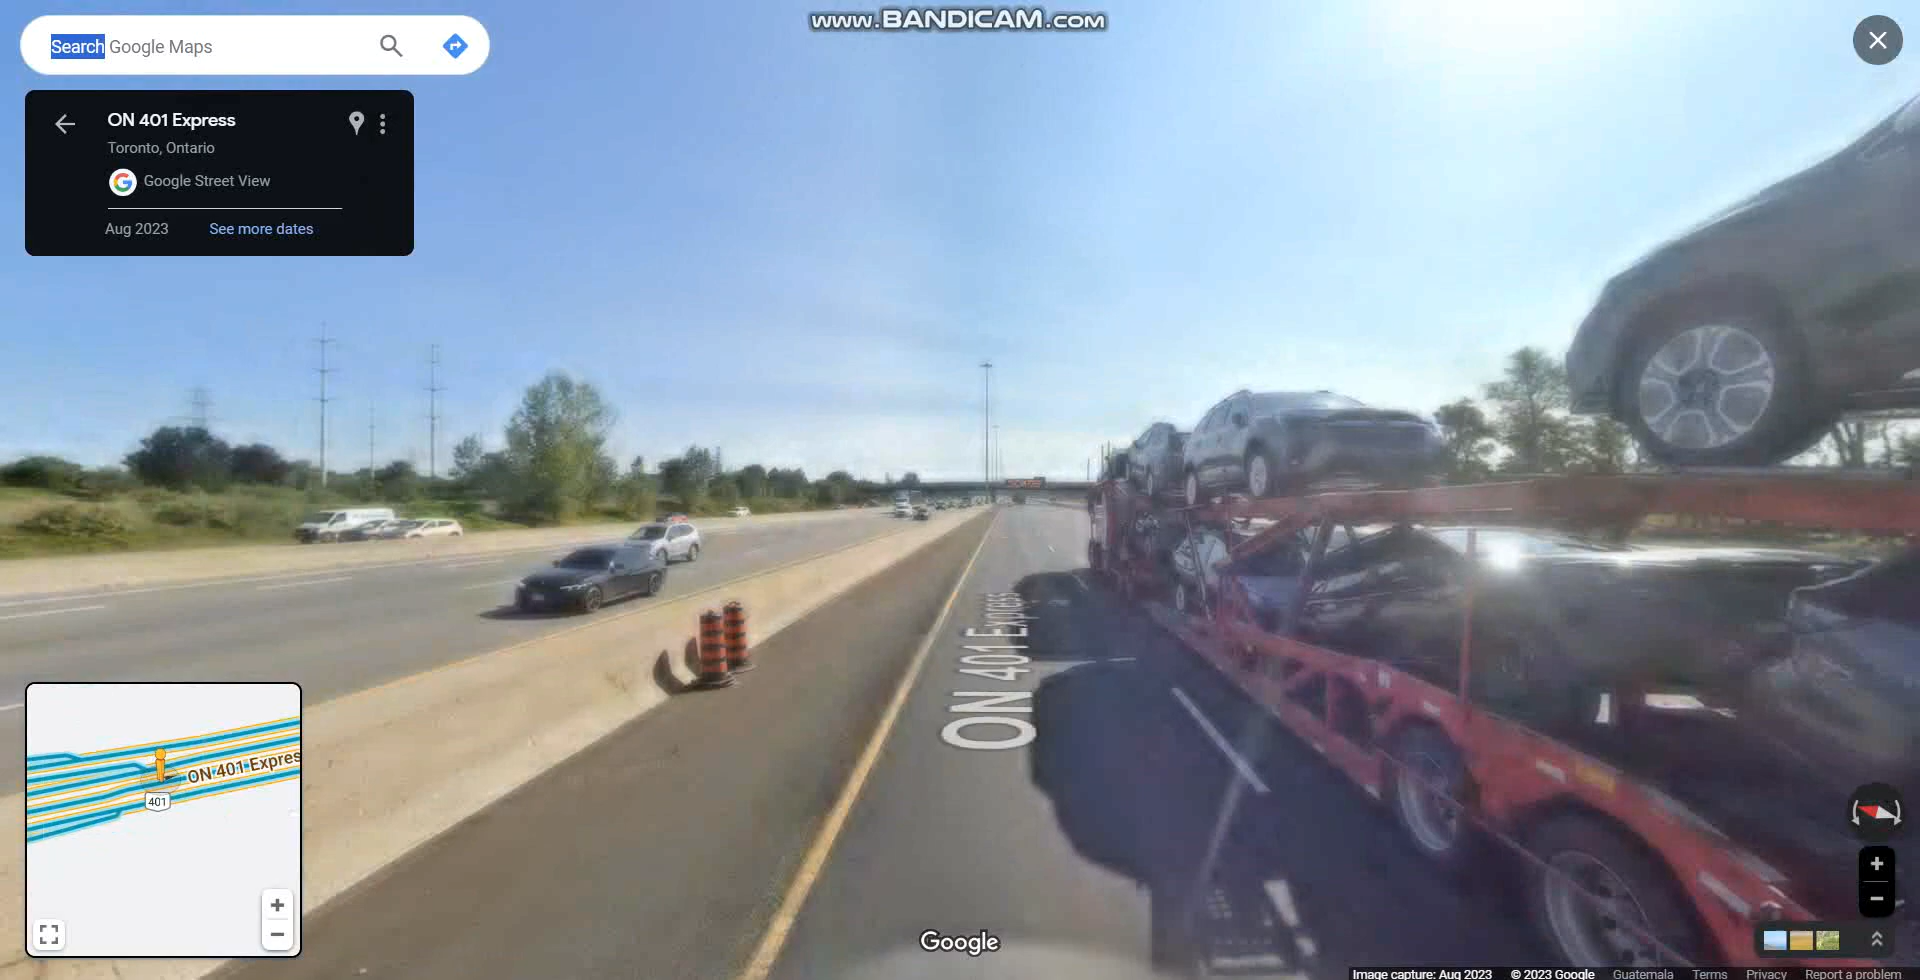 www.BANDICAM.com
Search Google Maps
ON 401 Express
Toronto, Ontario
Google Street View
Aug 2023
See more dates
ON 401 Express
ON 401 Expres
401
Google
Image capture: Aug 2023 © 2023 Google Guatemala Terms Privacy Report a problem